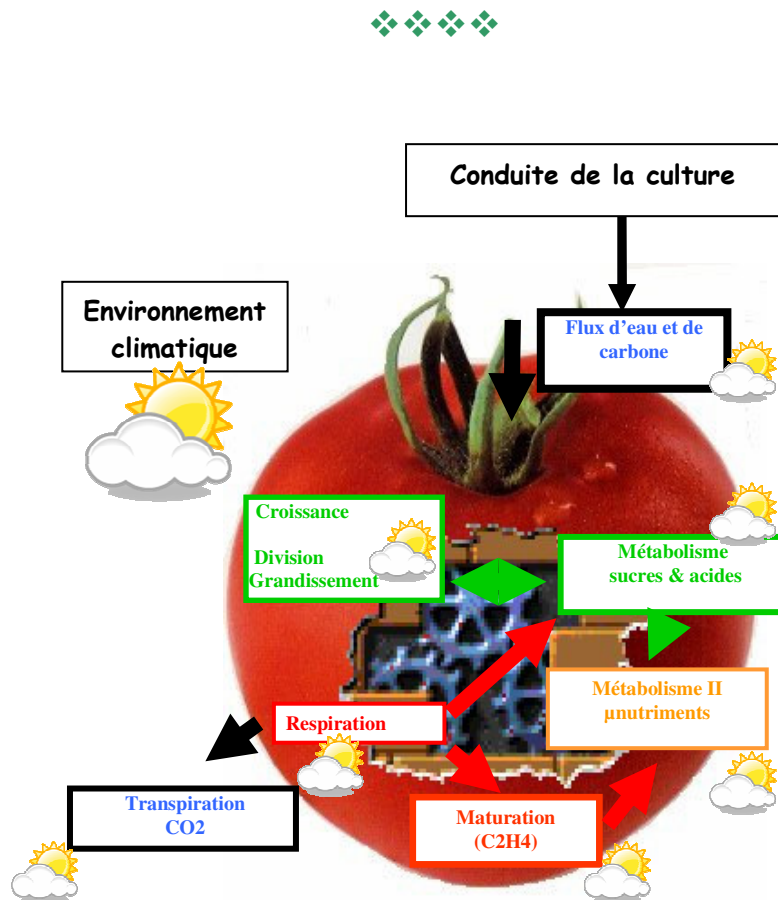 Conduite de la culture
Environnement
climatique
Flux d'eau et de
carbone
Croissance
Division
Grandissement
Métabolisme
sucres & acides
Métabolisme II
µnutriments
Respiration
Transpiration
CO2
Maturation
(C2H4)